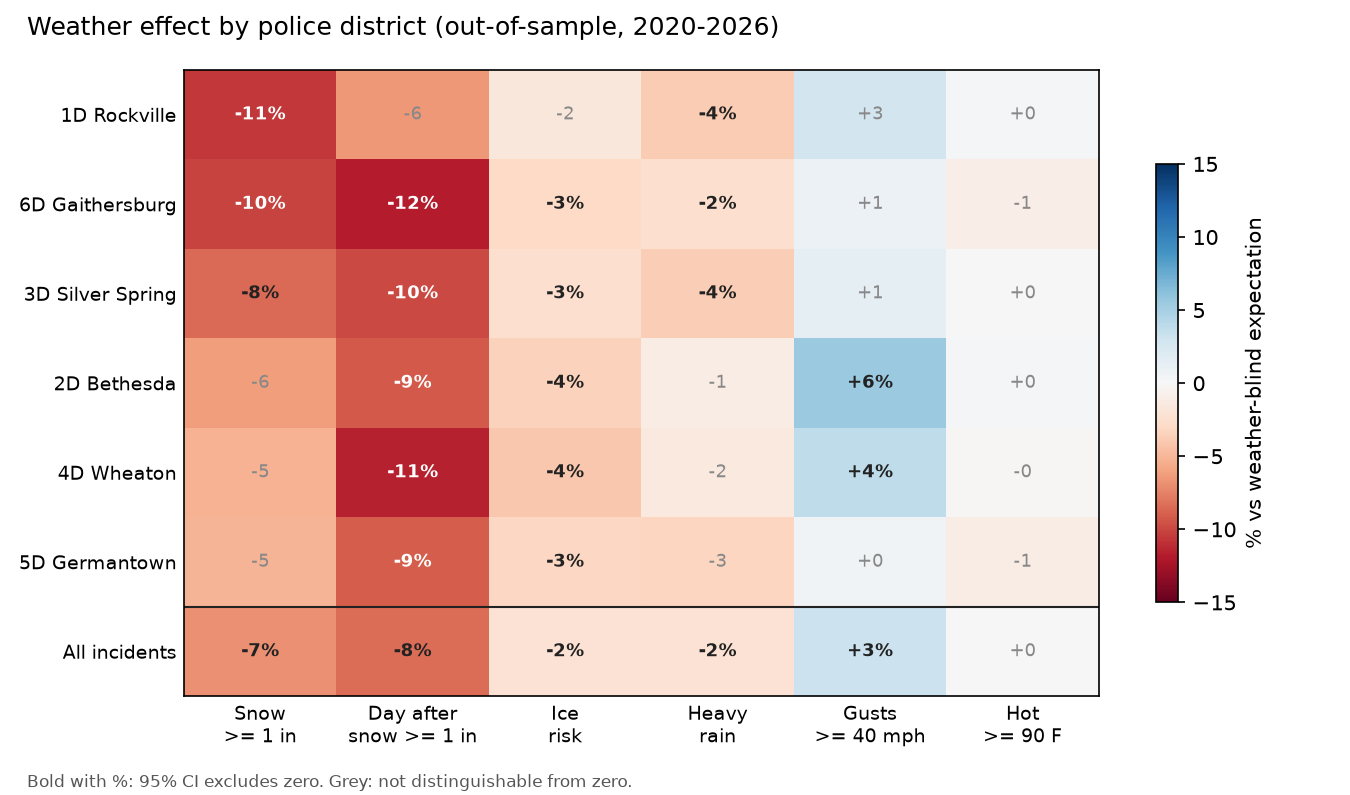 Weather effect by police district (out-of-sample, 2020-2026)
1D Rockville -11% -6 -2 -4% +3 +0
6D Gaithersburg -10% -12% -3% -2% +1 -1
3D Silver Spring -8% -10% -3% -4% +1 +0
2D Bethesda -6 -9% -4% -1 +6% +0
4D Wheaton -5 -11% -4% -2 +4% -0
5D Germantown -5 -9% -3% -3 +0 -1
All incidents -7% -8% -2% -2% +3% +0
Snow Day after Ice Heavy Gusts Hot
>= 1 in snow >= 1 in risk rain >= 40 mph >= 90 F
15
10
5
0
−5
−10
−15
% vs weather-blind expectation
Bold with %: 95% CI excludes zero. Grey: not distinguishable from zero.